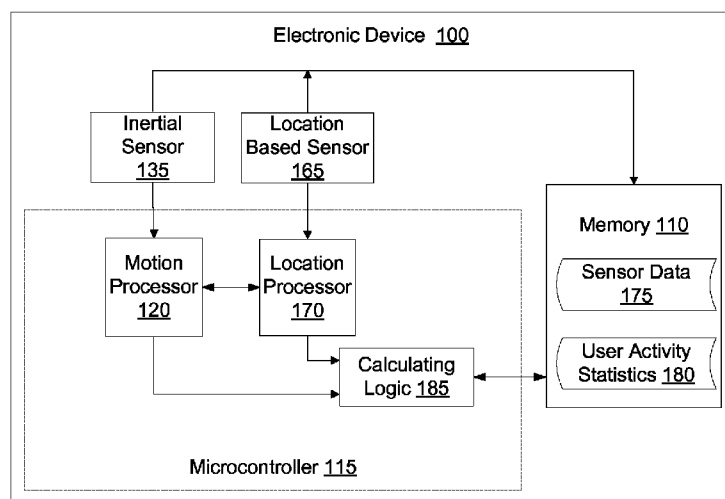 Electronic Device 100
Inertial
Sensor
135
Location
Based Sensor
165
Memory 110
Sensor Data
175
User Activity
Statistics 180
Motion
Processor
120
Location
Processor
170
Calculating
Logic 185
Microcontroller 115